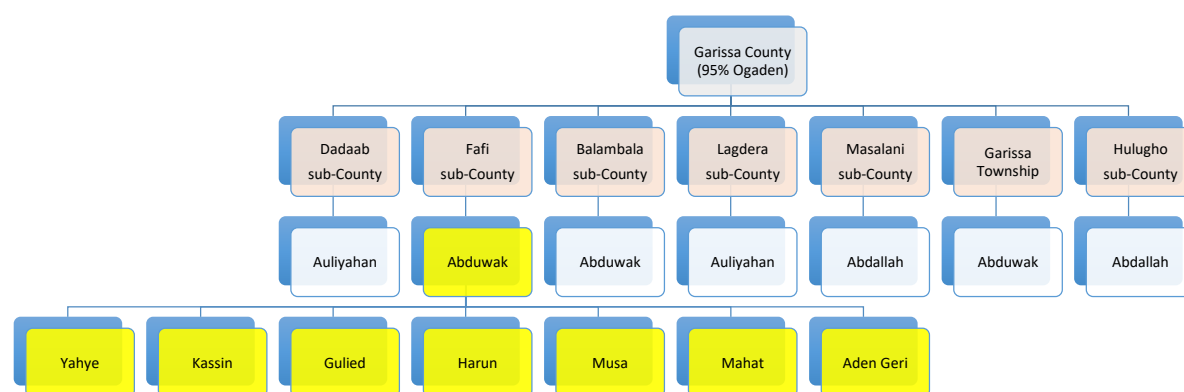 Garissa County
(95% Ogaden)
Dadaab
sub-County
Fafi
sub-County
Balambala
sub-County
Lagdera
sub-County
Masalani
sub-County
Garissa
Township
Hulugho
sub-County
Auliyahan
Abduwak
Abduwak
Auliyahan
Abdallah
Abduwak
Abdallah
Yahye
Kassin
Gulied
Harun
Musa
Mahat
Aden Geri